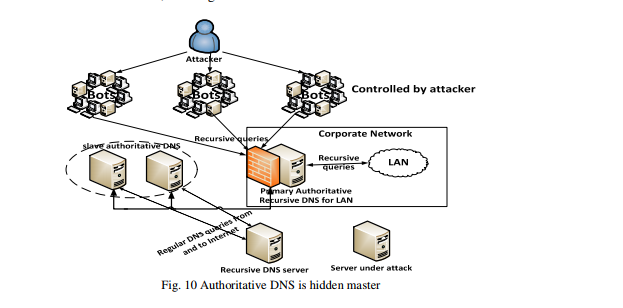 Attacker
Bots
Bots
Bots
Controlled by attacker
Recursive queries
Corporate Network
slave authoritative DNS
Recursive
queries
LAN
Primary Authoritative
Recursive DNS for LAN
Regular DNS queries from
and to Internet
Recursive DNS server
Server under attack
Fig. 10 Authoritative DNS is hidden master